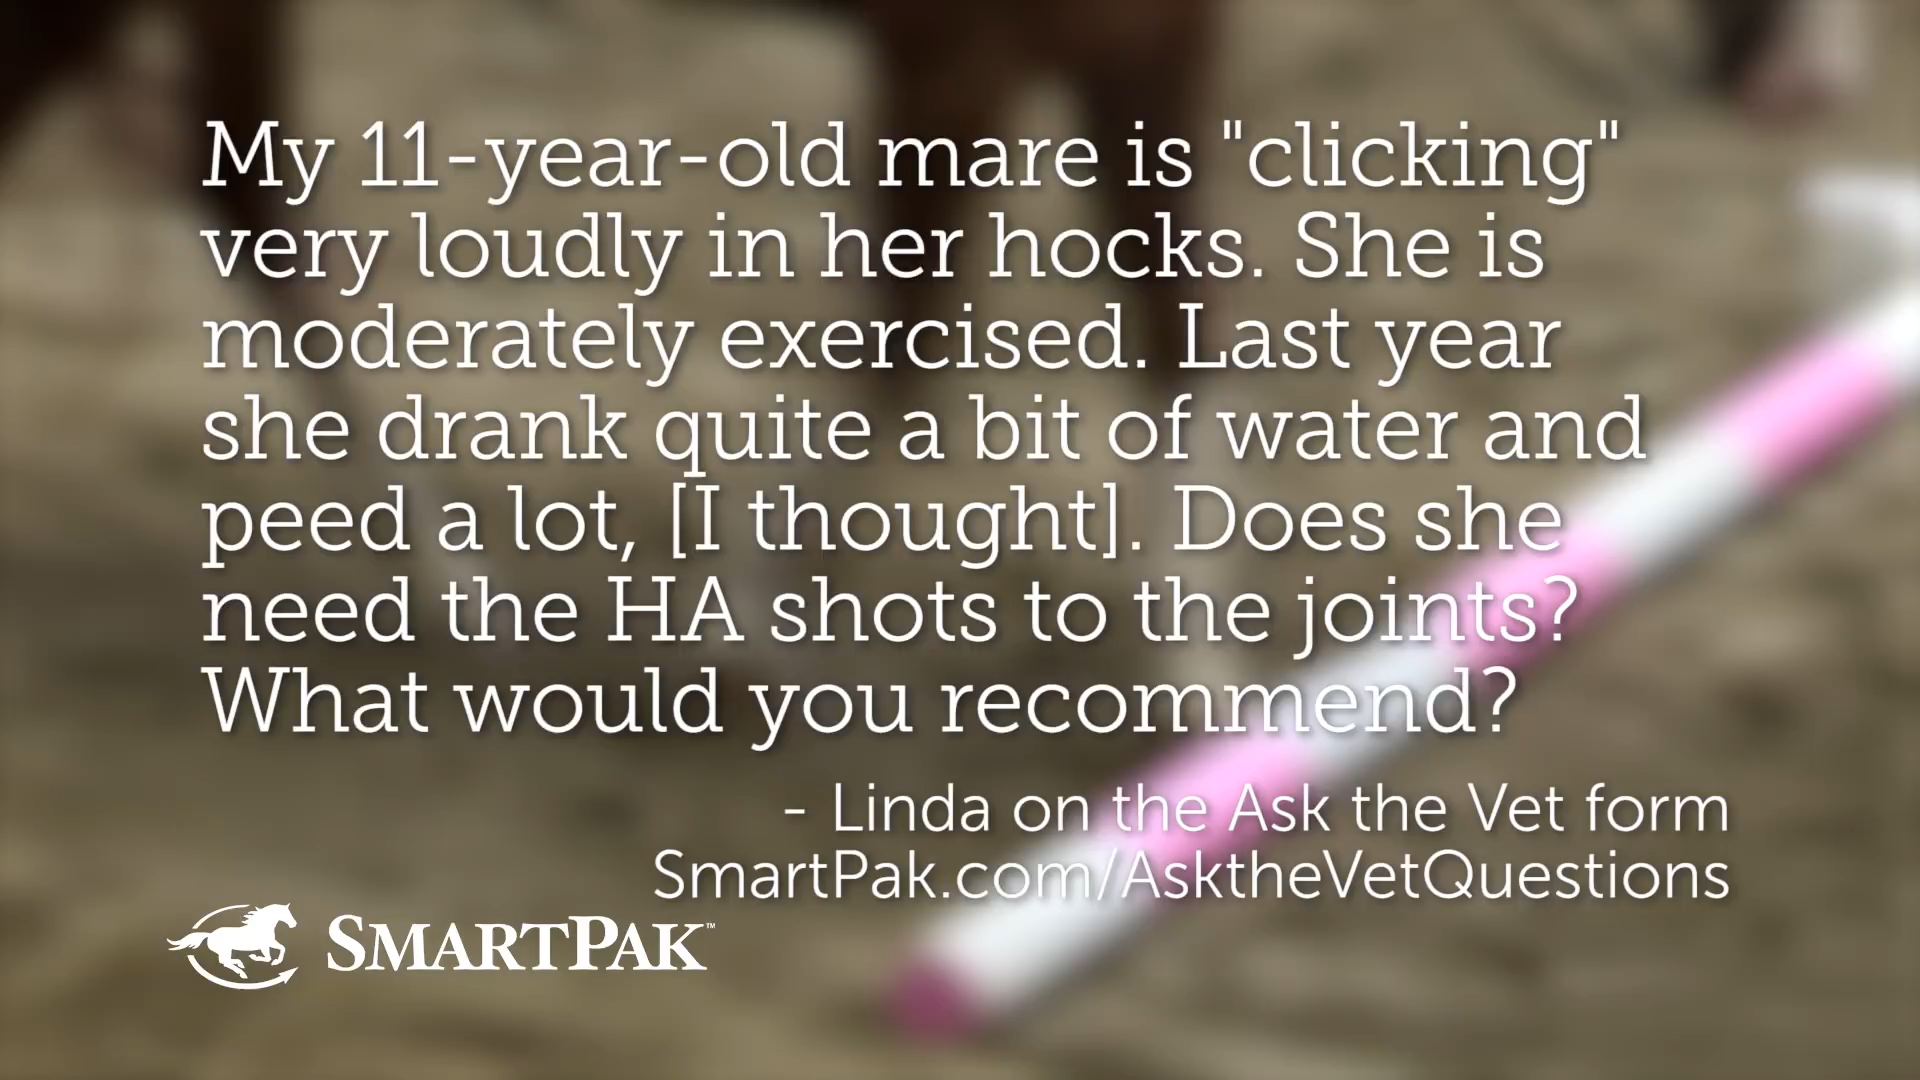 My 11-year-old mare is "clicking"
very loudly in her hocks. She is
moderately exercised. Last year
she drank quite a bit of water and
peed a lot, [I thought]. Does she
need the HA shots to the joints?
What would you recommend?
- Linda on the Ask the Vet form
SmartPak.com/AsktheVetQuestions
SMARTPAK™